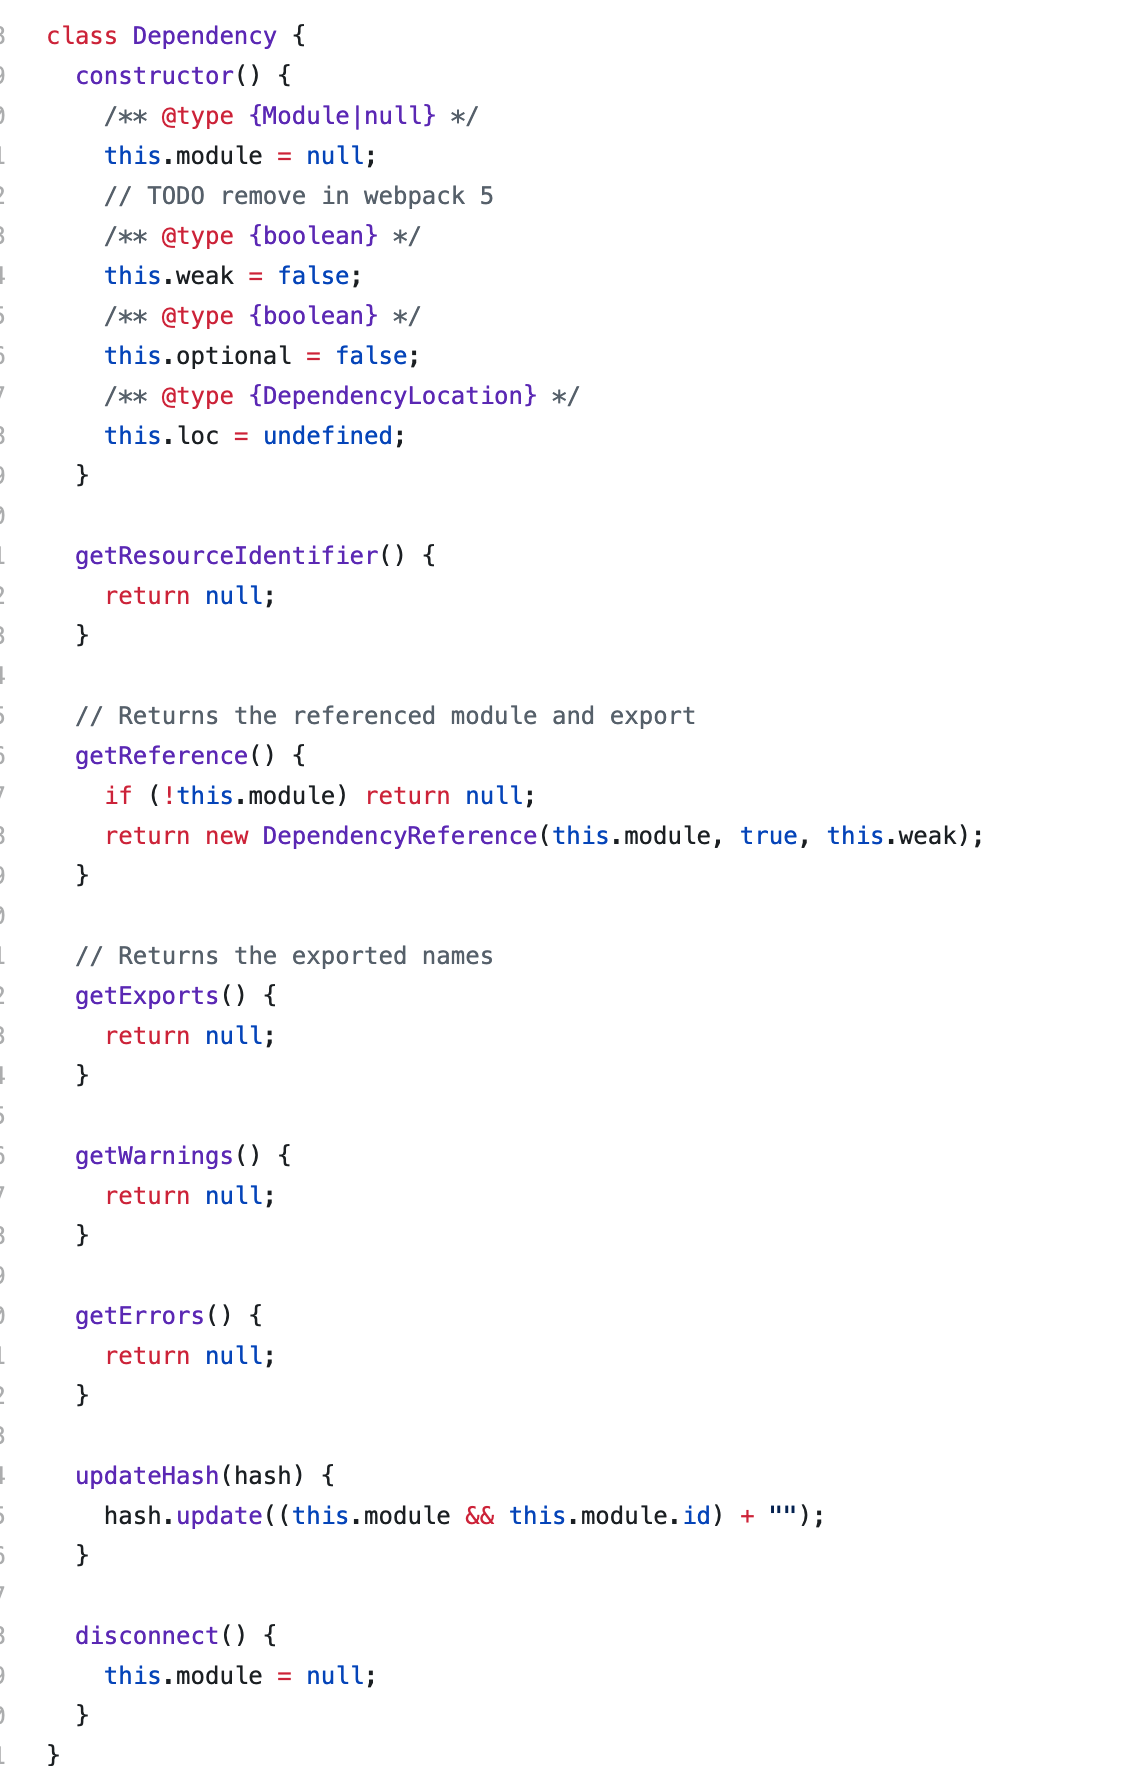 class Dependency {
constructor() {
/** @type {Module|null} */
this.module = null;
// TODO remove in webpack 5
/** @type {boolean} */
this.weak = false;
/** @type {boolean} */
this.optional = false;
/** @type {DependencyLocation} */
this.loc = undefined;
}
getResourceIdentifier() {
return null;
}
// Returns the referenced module and export
getReference() {
if (!this.module) return null;
return new DependencyReference(this.module, true, this.weak);
}
// Returns the exported names
getExports() {
return null;
}
getWarnings() {
return null;
}
getErrors() {
return null;
}
updateHash(hash) {
hash.update((this.module && this.module.id) + "");
}
disconnect() {
this.module = null;
}
}